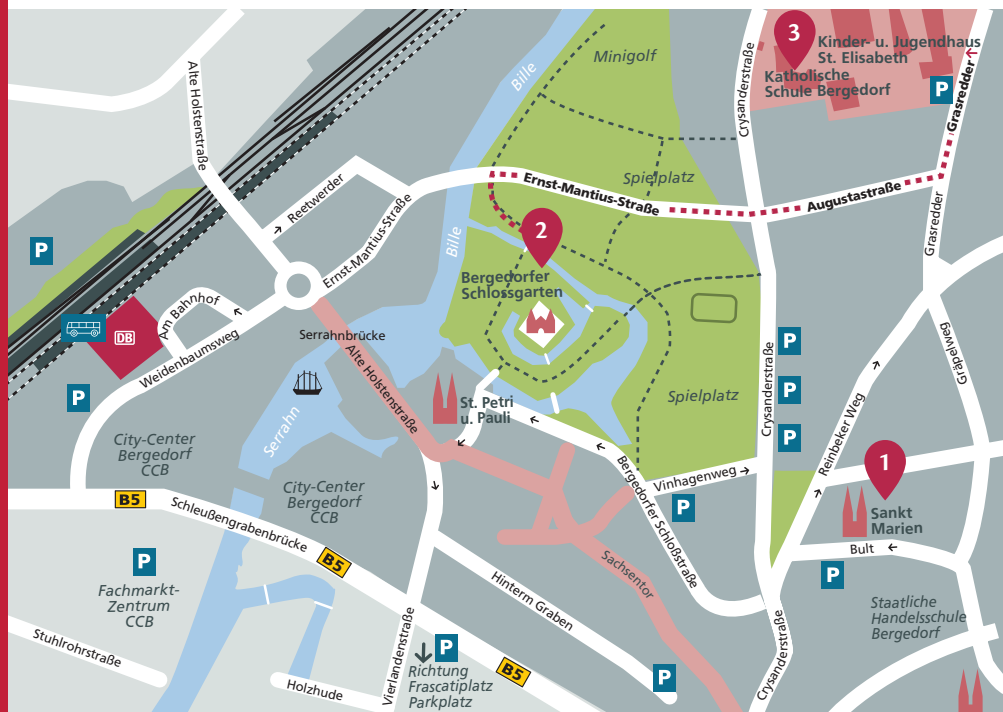 Minigolf
3
Kinder- u. Jugendhaus
St. Elisabeth
Katholische
Schule Bergedorf
P
Crysanderstraße
Grasredder
Alte Holstenstraße
Bille
Reetwerder
Ernst-Mantius-Straße
Spielplatz
Augustastraße
Ernst-Mantius-Straße
Bille
2
Bergedorfer
Schlossgarten
Grasredder
P
Am Bahnhof
DB
Weidenbaumsweg
P
Serrahnbrücke
Alte Holstenstraße
Serrahn
St. Petri
u. Pauli
Spielplatz
Crysanderstraße
P
P
P
Gräpelweg
Reinbeker Weg
1
Sankt
Marien
City-Center
Bergedorf
CCB
City-Center
Bergedorf
CCB
B5
Schleußengrabenbrücke
B5
Vinhagenweg
P
Bergedorfer Schloßstraße
Bult
P
Sachsentor
P
Fachmarkt-
Zentrum
CCB
Hinterm Graben
Staatliche
Handelsschule
Bergedorf
Stuhlrohrstraße
Holzhude
Vierlandenstraße
P
Richtung
Frascatiplatz
Parkplatz
B5
P
Crysanderstraße